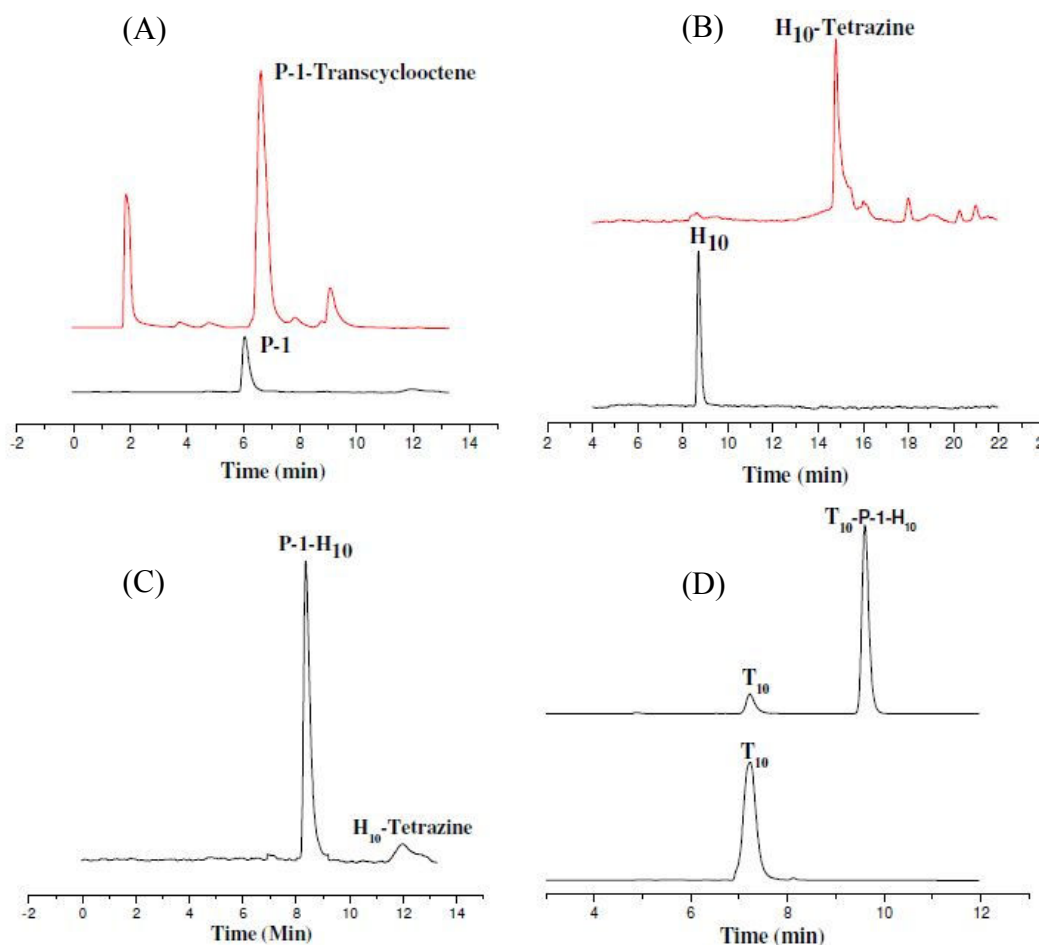 (A)
P-1-Transcyclooctene
P-1
-2 0 2 4 6 8 10 12 14
Time (min)
(B)
H10-Tetrazine
H10
2 4 6 8 10 12 14 16 18 20 22 2
Time (min)
(C)
P-1-H10
H10-Tetrazine
-2 0 2 4 6 8 10 12 14
Time (Min)
(D)
T10-P-1-H10
T10
T10
4 6 8 10 12
Time (min)